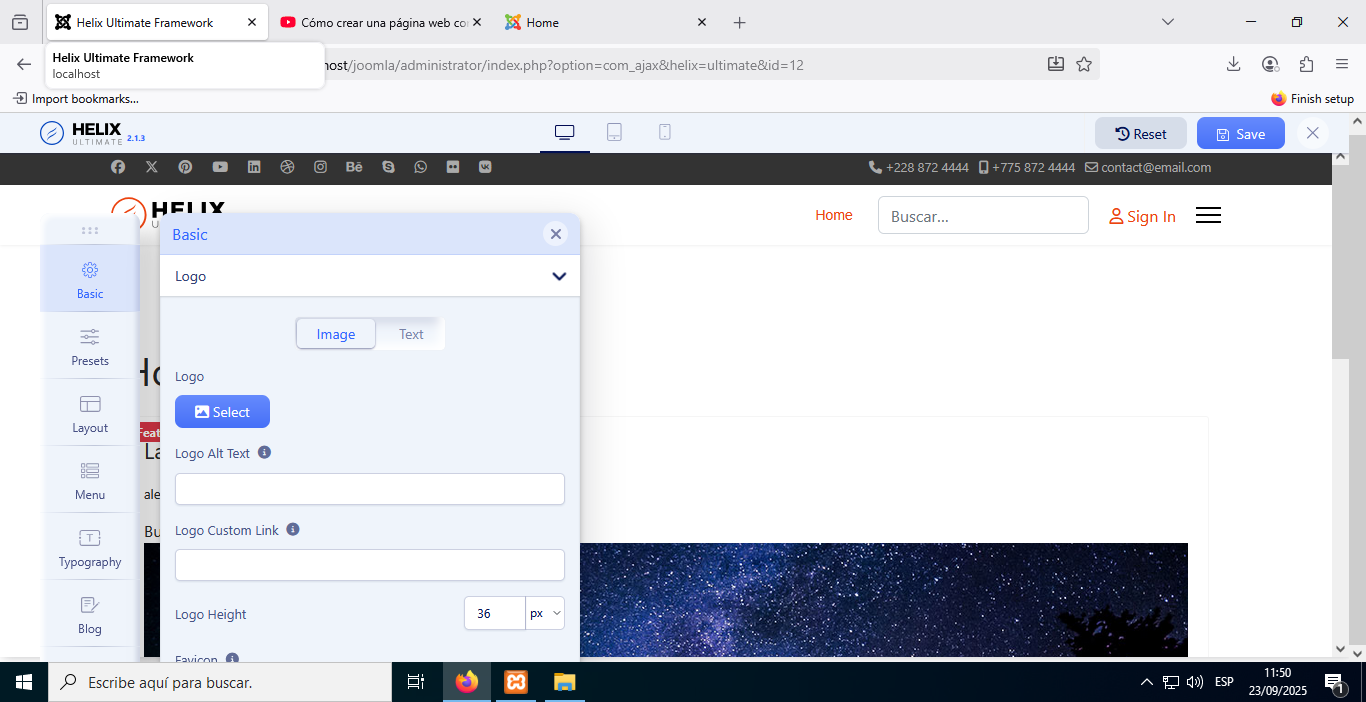 Helix Ultimate Framework
Cómo crear una página web co
Home
Helix Ultimate Framework
localhost
host/joomla/administrator/index.php?option=com_ajax&helix=ultimate&id=12
Import bookmarks...
Finish setup
HELIX
ULTIMATE 2.1.3
Reset
Save
+228 872 4444
+775 872 4444
contact@email.com
HELIX
Home
Buscar...
Sign In
Basic
Logo
Image
Text
Logo
Select
Logo Alt Text
Logo Custom Link
Logo Height
36
px
Favicon
Basic
Presets
Layout
Menu
Typography
Blog
Ho
Feat
La
ale
Bu
Escribe aquí para buscar.
ESP
11:50
23/09/2025
1